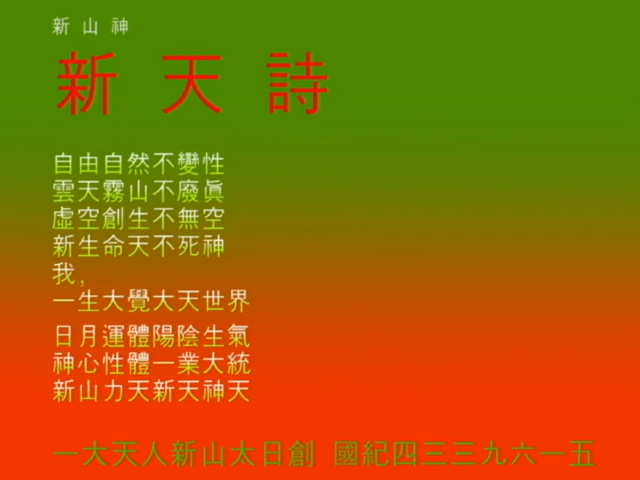 新山神
新天詩
自由自然不變性
雲天霧山不廢眞
虛空創生不無空
新生命天不死神
我,
一生大覺大天世界
日月運體陽陰生氣
神心性體一業大統
新山力天新天神天
一大天人新山太日創 國紀四三三九六一五